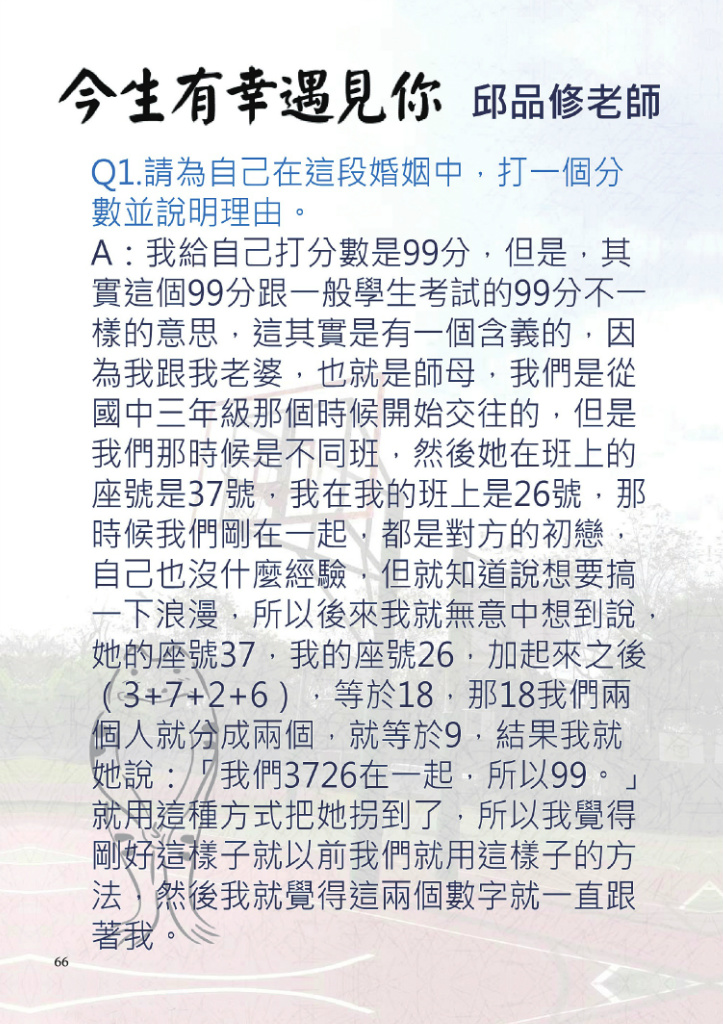 今生有幸遇見你 邱品修老師
Q1.請為自己在這段婚姻中，打一個分
數並說明理由。
A：我給自己打分數是99分，但是，其
實這個99分跟一般學生考試的99分不一
樣的意思，這其實是有一個含義的，因
為我跟我老婆，也就是師母，我們是從
國中三年級那個時候開始交往的，但是
我們那時候是不同班，然後她在班上的
座號是37號，我在我的班上是26號，那
時候我們剛在一起，都是對方的初戀，
自己也沒什麼經驗，但就知道說想要搞
一下浪漫，所以後來我就無意中想到說，
她的座號37，我的座號26，加起來之後
（3+7+2+6），等於18，那18我們兩
個人就分成兩個，就等於9，結果我就
她說：「我們3726在一起，所以99。」
就用這種方式把她拐到了，所以我覺得
剛好這樣子就以前我們就用這樣子的方
法，然後我就覺得這兩個數字就一直跟
著我。
66